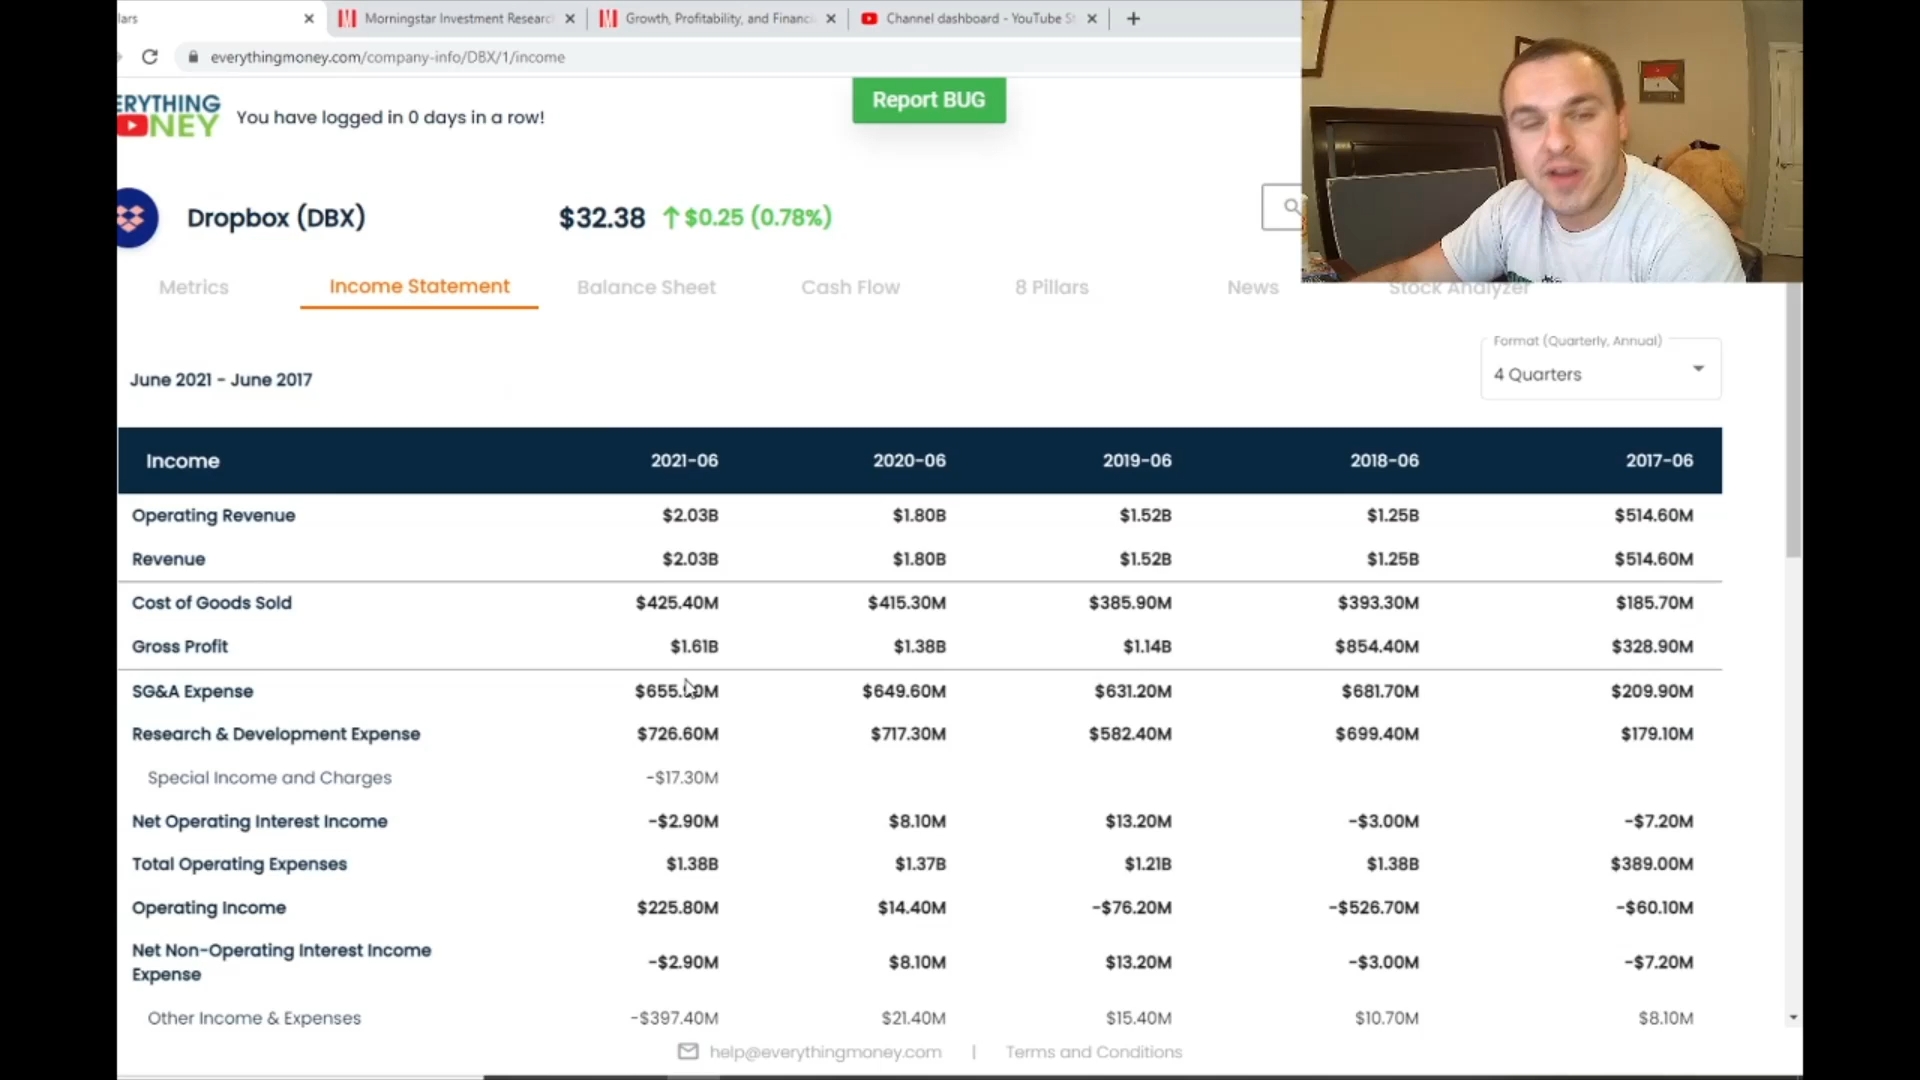 lars
Morningstar Investment Researc
Growth, Profitability, and Financi
Channel dashboard - YouTube S
everythingmoney.com/company-info/DBX/1/income
ERYTHING
NEY
You have logged in 0 days in a row!
Report BUG
Dropbox (DBX)
$32.38 ↑ $0.25 (0.78%)
Metrics
Income Statement
Balance Sheet
Cash Flow
8 Pillars
News
Stock Analyzer
Format (Quarterly, Annual)
4 Quarters
June 2021 - June 2017
Income 2021-06 2020-06 2019-06 2018-06 2017-06
Operating Revenue $2.03B $1.80B $1.52B $1.25B $514.60M
Revenue $2.03B $1.80B $1.52B $1.25B $514.60M
Cost of Goods Sold $425.40M $415.30M $385.90M $393.30M $185.70M
Gross Profit $1.61B $1.38B $1.14B $854.40M $328.90M
SG&A Expense $649.60M $631.20M $681.70M $209.90M
Research & Development Expense $726.60M $717.30M $582.40M $699.40M $179.10M
Special Income and Charges -$17.30M
Net Operating Interest Income -$2.90M $8.10M $13.20M -$3.00M -$7.20M
Total Operating Expenses $1.38B $1.37B $1.21B $1.38B $389.00M
Operating Income $225.80M $14.40M -$76.20M -$526.70M -$60.10M
Net Non-Operating Interest Income
Expense -$2.90M $8.10M $13.20M -$3.00M -$7.20M
Other Income & Expenses -$397.40M $21.40M $15.40M $10.70M $8.10M
help@everythingmoney.com | Terms and Conditions